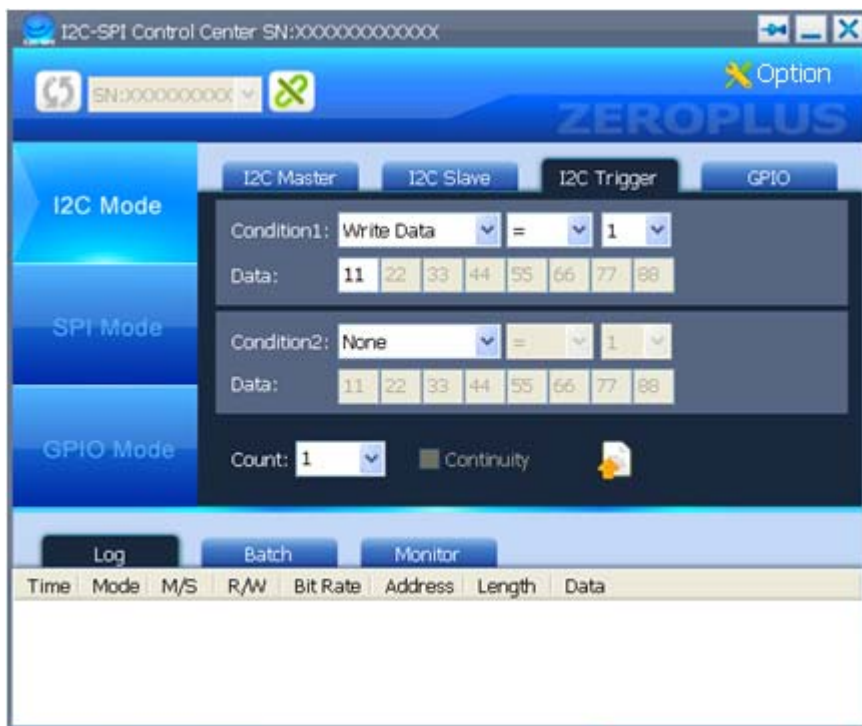 I2C-SPI Control Center SN:XXXXXXXXXXXXX
Option
SN:XXXXXXXXXX
ZEROPLUS
I2C Mode
SPI Mode
GPIO Mode
I2C Master I2C Slave I2C Trigger GPIO
Condition1: Write Data = 1
Data: 11 22 33 44 55 66 77 88
Condition2: None = 1
Data: 11 22 33 44 55 66 77 88
Count: 1 Continuity
Log Batch Monitor
Time Mode M/S R/W Bit Rate Address Length Data